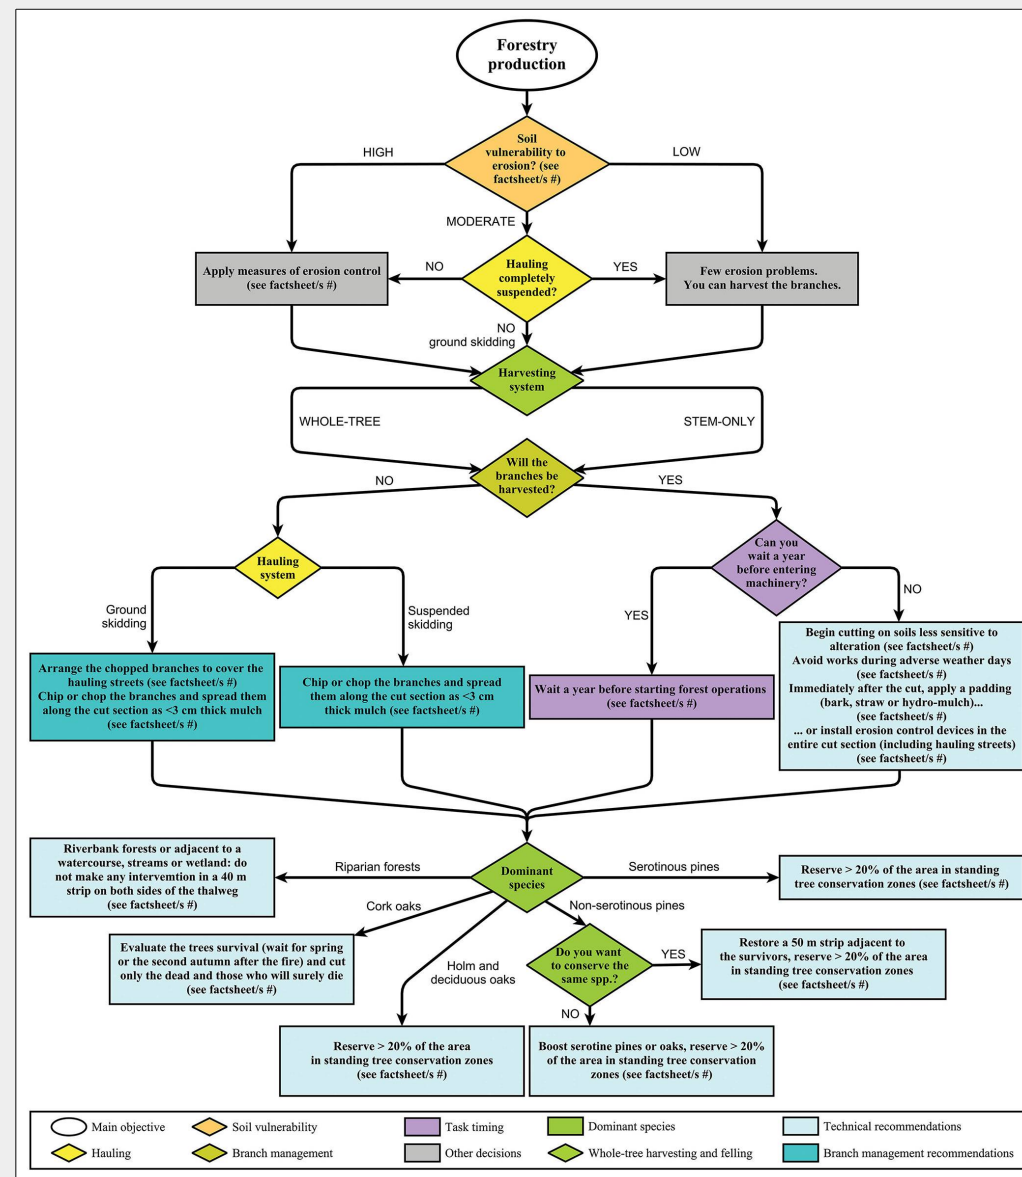 Forestry
production
Soil
vulnerability to
erosion? (see
factsheet/s #)
HIGH
LOW
MODERATE
Apply measures of erosion control
(see factsheet/s #)
NO
Hauling
completely
suspended?
YES
Few erosion problems.
You can harvest the branches.
NO
ground skidding
Harvesting
system
WHOLE-TREE
STEM-ONLY
Will the
branches be
harvested?
NO
YES
Hauling
system
Can you
wait a year
before entering
machinery?
Ground
skidding
Suspended
skidding
YES
NO
Arrange the chopped branches to cover the
hauling streets (see factsheet/s #)
Chip or chop the branches and spread them
along the cut section as <3 cm thick mulch
(see factsheet/s #)
Chip or chop the branches and spread
them along the cut section as <3 cm
thick mulch (see factsheet/s #)
Wait a year before starting forest operations
(see factsheet/s #)
Begin cutting on soils less sensitive to
alteration (see factsheet/s #)
Avoid works during adverse weather days
Immediately after the cut, apply a padding
(bark, straw or hydro-mulch)...
(see factsheet/s #)
... or install erosion control devices in the
entire cut section (including hauling streets)
(see factsheet/s #)
Riverbank forests or adjacent to a
watercourse, streams or wetland: do
not make any intervemtion in a 40 m
strip on both sides of the thalweg
(see factsheet/s #)
Riparian forests
Dominant
species
Serotinous pines
Reserve > 20% of the area in standing
tree conservation zones (see factsheet/s #)
Cork oaks
Non-serotinous pines
Evaluate the trees survival (wait for spring
or the second autumn after the fire) and cut
only the dead and those who will surely die
(see factsheet/s #)
Holm and
deciduous oaks
Do you want
to conserve the
same spp.?
YES
Restore a 50 m strip adjacent to
the survivors, reserve > 20% of the area
in standing tree conservation zones
(see factsheet/s #)
NO
Reserve > 20% of the area
in standing tree conservation zones
(see factsheet/s #)
Boost serotine pines or oaks, reserve > 20%
of the area in standing tree conservation
zones (see factsheet/s #)
Main objective
Soil vulnerability
Task timing
Dominant species
Technical recommendations
Hauling
Branch management
Other decisions
Whole-tree harvesting and felling
Branch management recommendations